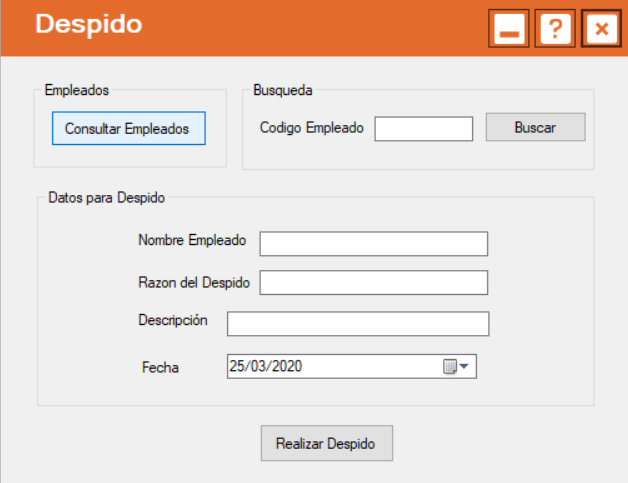 Despido
?
Empleados
Busqueda
Consultar Empleados
Codigo Empleado
Buscar
Datos para Despido
Nombre Empleado
Razon del Despido
Descripción
Fecha
25/03/2020
Realizar Despido